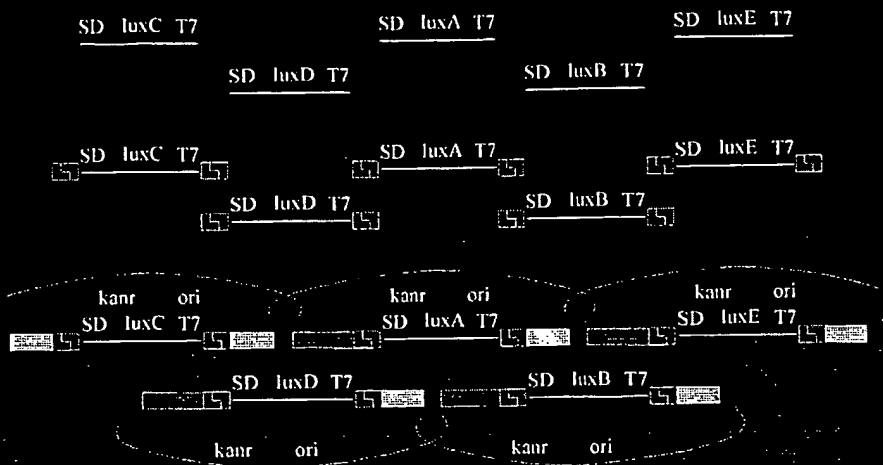 SD luxC T7 SD luxA T7 SD luxE T7
SD luxD T7 SD luxB T7
SD luxC T7 SD luxA T7 SD luxE T7
SD luxD T7 SD luxB T7
kanr ori kanr ori kanr ori
SD luxC T7 SD luxA T7 SD luxE T7
SD luxD T7 SD luxB T7
kanr ori kanr ori